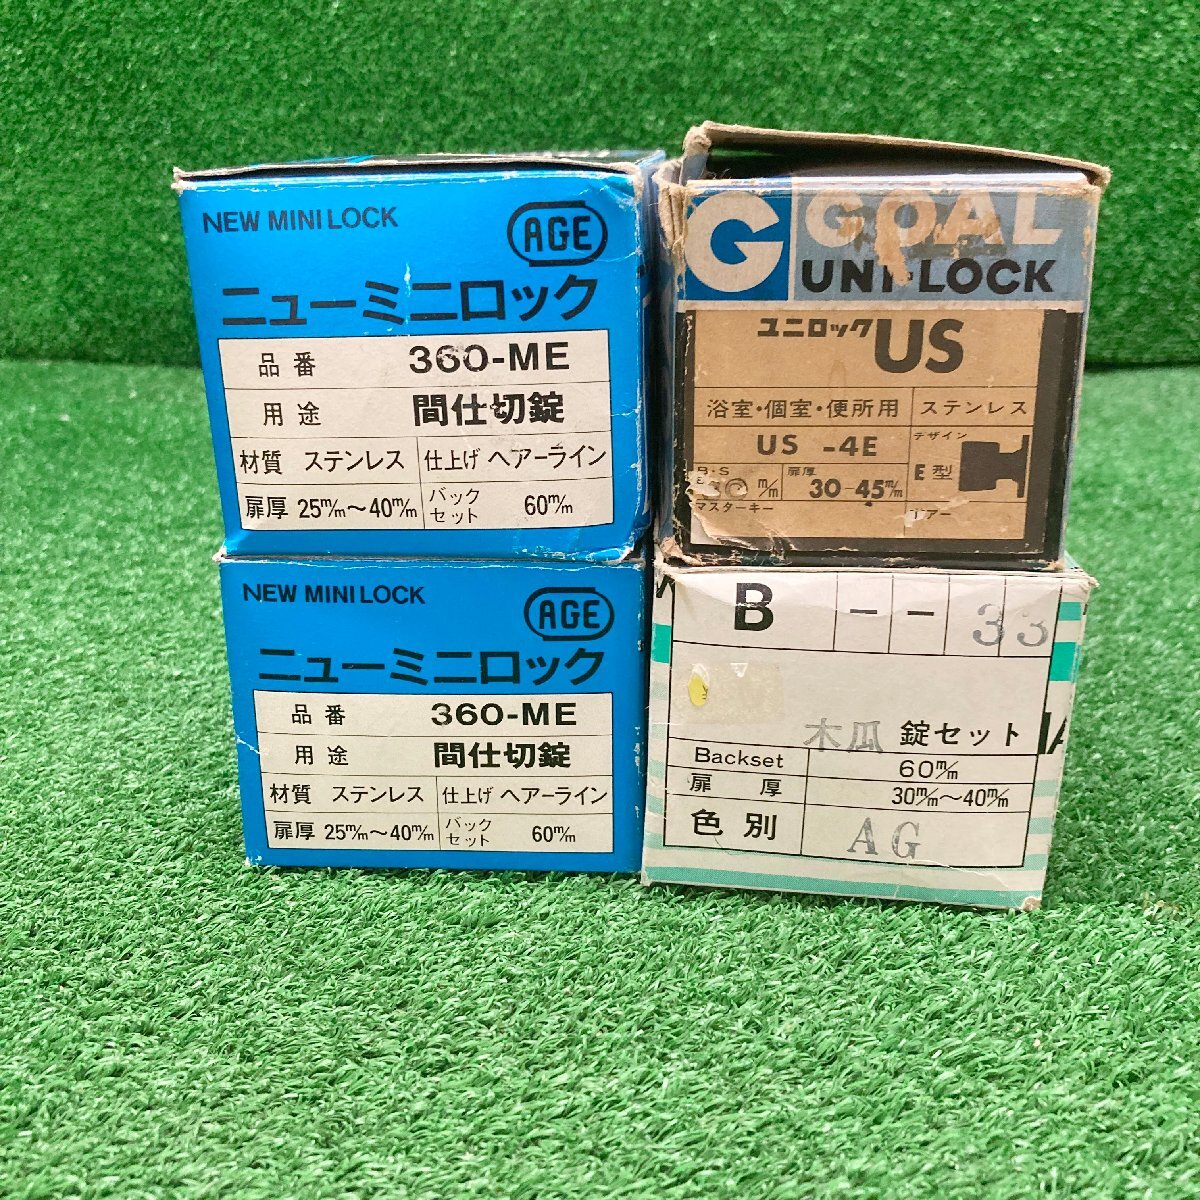 NEW MINI LOCK
AGE
ニューミニロック
品番 360-ME
用途 間仕切錠
材質 ステンレス 仕上げ ヘアーライン
扉厚 25m/m～40m/m バックセット 60m/m
G GOAL
UNI-LOCK
ユニロック US
浴室・個室・便所用 ステンレス
US -4E デザイン
E型
B・S m/m 扉厚 30-45m/m
マスターキー
NEW MINI LOCK
AGE
ニューミニロック
品番 360-ME
用途 間仕切錠
材質 ステンレス 仕上げ ヘアーライン
扉厚 25m/m～40m/m バックセット 60m/m
B - - 33
木瓜 錠セット
Backset 60m/m
扉厚 30m/m～40m/m
色別 AG